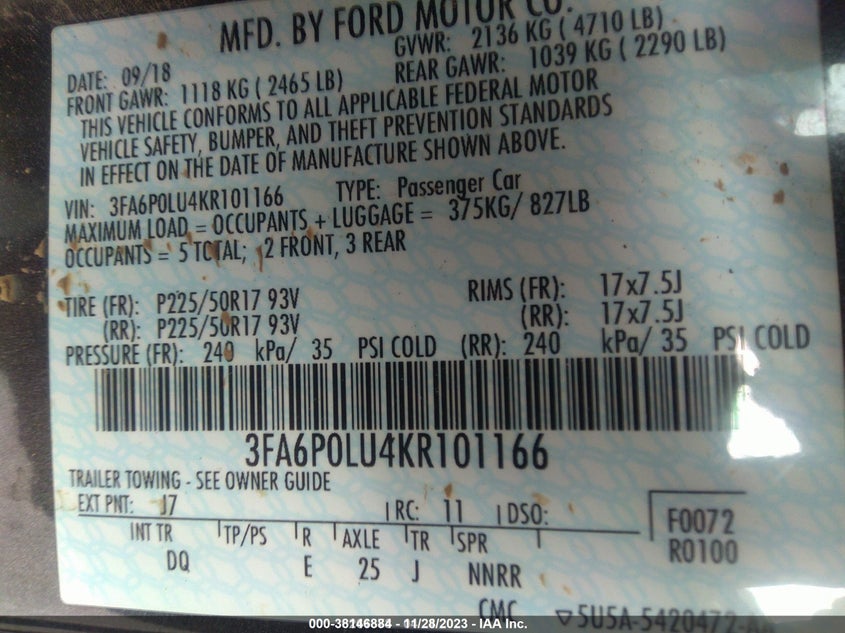 MFD. BY FORD MOTOR CO.
DATE: 09/18 GVWR: 2136 KG ( 4710 LB)
FRONT GAWR: 1118 KG ( 2465 LB) REAR GAWR: 1039 KG ( 2290 LB)
THIS VEHICLE CONFORMS TO ALL APPLICABLE FEDERAL MOTOR
VEHICLE SAFETY, BUMPER, AND THEFT PREVENTION STANDARDS
IN EFFECT ON THE DATE OF MANUFACTURE SHOWN ABOVE.
VIN: 3FA6P0LU4KR101166 TYPE: Passenger Car
MAXIMUM LOAD = OCCUPANTS + LUGGAGE = 375KG/ 827LB
OCCUPANTS = 5 TOTAL; 2 FRONT, 3 REAR
TIRE (FR): P225/50R17 93V RIMS (FR): 17x7.5J
(RR): P225/50R17 93V (RR): 17x7.5J
PRESSURE (FR): 240 kPa/ 35 PSI COLD (RR): 240 kPa/ 35 PSI COLD
3FA6P0LU4KR101166
TRAILER TOWING - SEE OWNER GUIDE
EXT PNT: J7 RC: 11 DSO:
F0072
INT TR TP/PS R AXLE TR SPR
R0100
DQ E 25 J NNRR
CMC 5U5A-5420472-AA
000-38146884 - 11/28/2023 - IAA Inc.